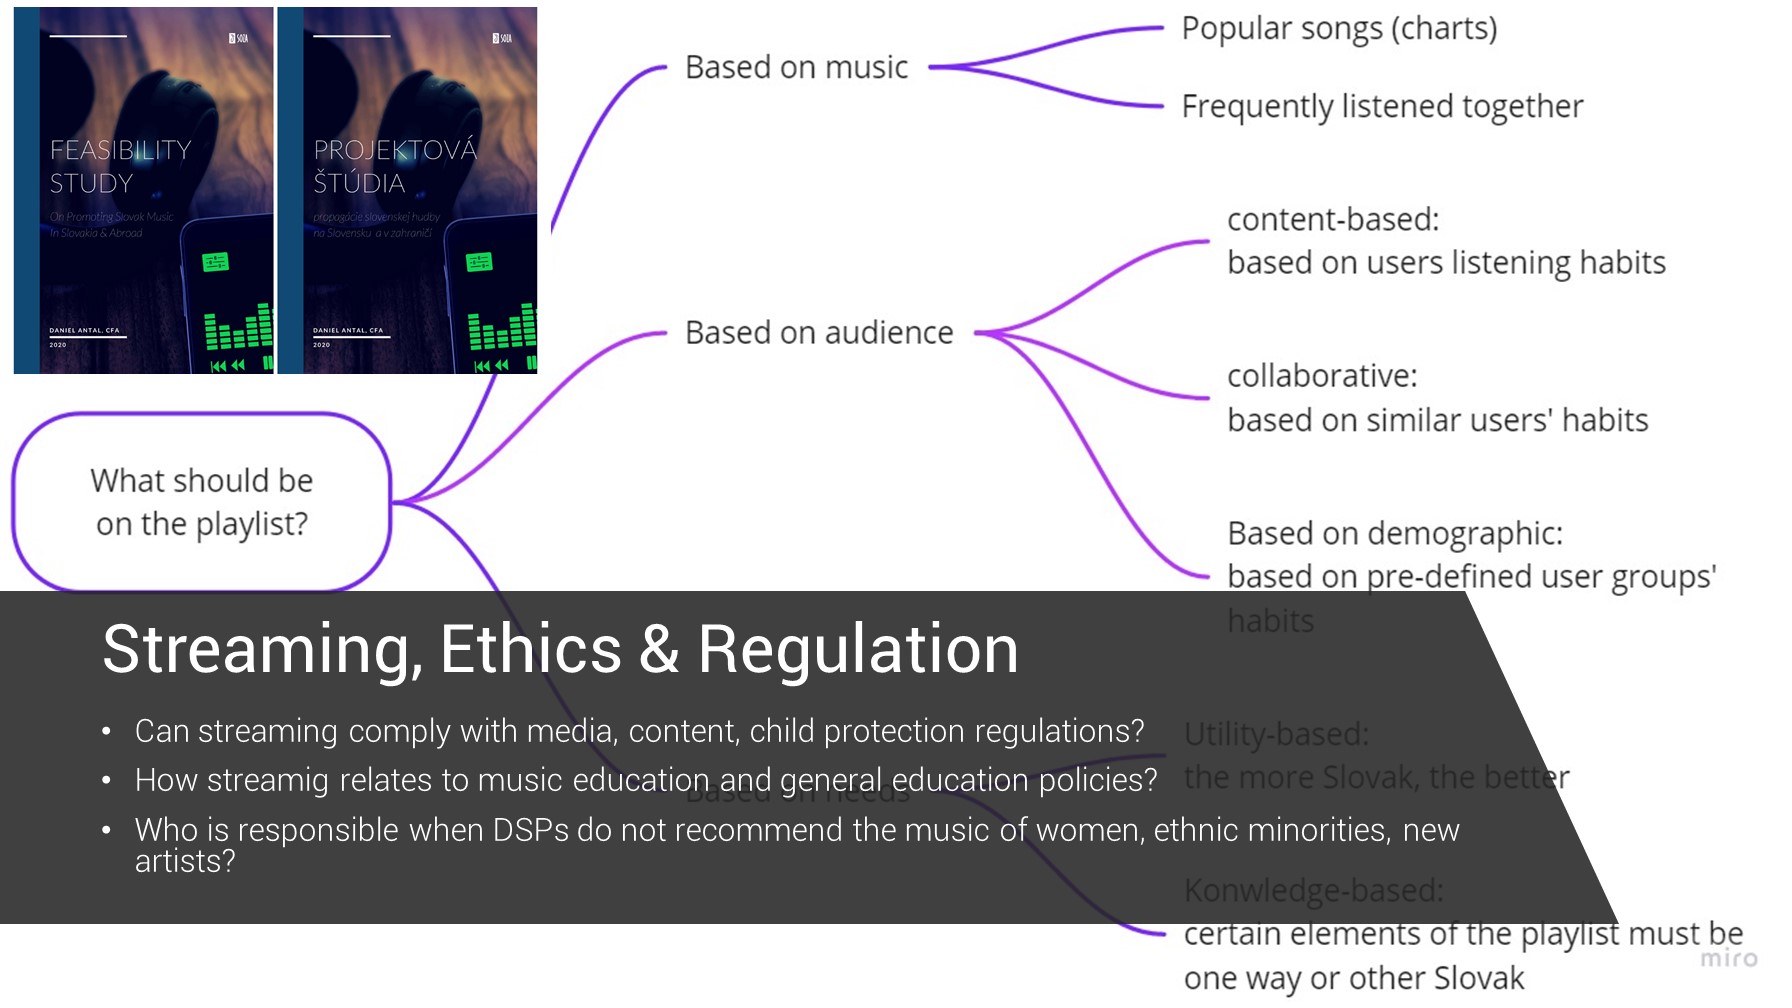 SOZA
FEASIBILITY
STUDY
On Promoting Slovak Music
In Slovakia & Abroad
DANIEL ANTAL, CFA
2020
SOZA
PROJEKTOVÁ
ŠTÚDIA
propagácie slovenskej hudby
na Slovensku a v zahraničí
DANIEL ANTAL, CFA
2020
What should be
on the playlist?
Based on music
Popular songs (charts)
Frequently listened together
Based on audience
content-based:
based on users listening habits
collaborative:
based on similar users' habits
Based on demographic:
based on pre-defined user groups'
habits
Based on needs
Utility-based:
the more Slovak, the better
Konwledge-based:
certain elements of the playlist must be
one way or other Slovak
Streaming, Ethics & Regulation
• Can streaming comply with media, content, child protection regulations?
• How streamig relates to music education and general education policies?
• Who is responsible when DSPs do not recommend the music of women, ethnic minorities, new
artists?
miro